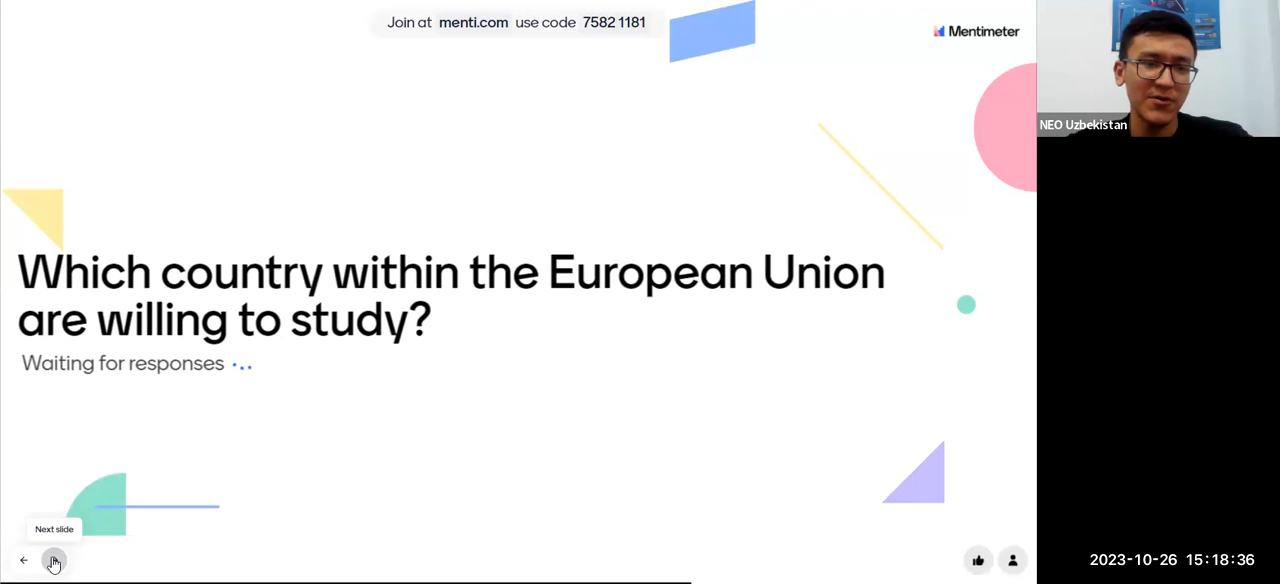 Join at menti.com use code 7582 1181
Mentimeter
NEO Uzbekistan
Which country within the European Union
are willing to study?
Waiting for responses
Next slide
2023-10-26 15:18:36